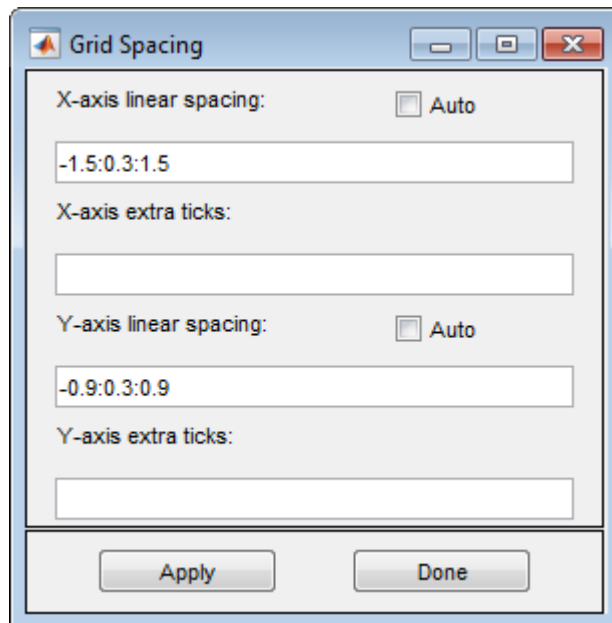 Grid Spacing
X-axis linear spacing:
Auto
-1.5:0.3:1.5
X-axis extra ticks:
Y-axis linear spacing:
Auto
-0.9:0.3:0.9
Y-axis extra ticks:
Apply
Done